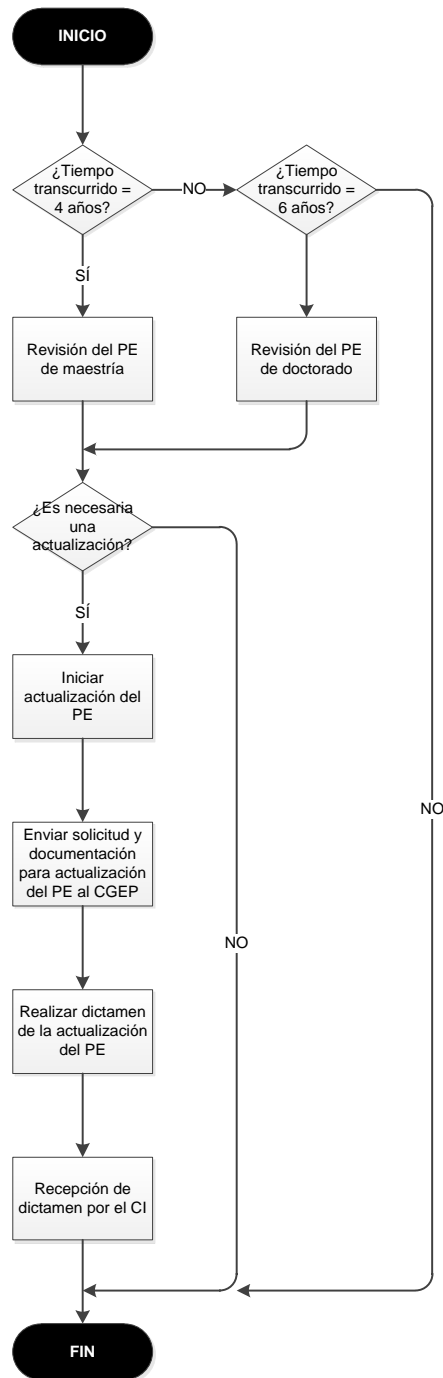 INICIO
¿Tiempo
transcurrido =
4 años?
NO
¿Tiempo
transcurrido =
6 años?
SÍ
Revisión del PE
de maestría
Revisión del PE
de doctorado
¿Es necesaria
una
actualización?
SÍ
Iniciar
actualización del
PE
NO
Enviar solicitud y
documentación
para actualización
del PE al CGEP
NO
Realizar dictamen
de la actualización
del PE
Recepción de
dictamen por el CI
FIN